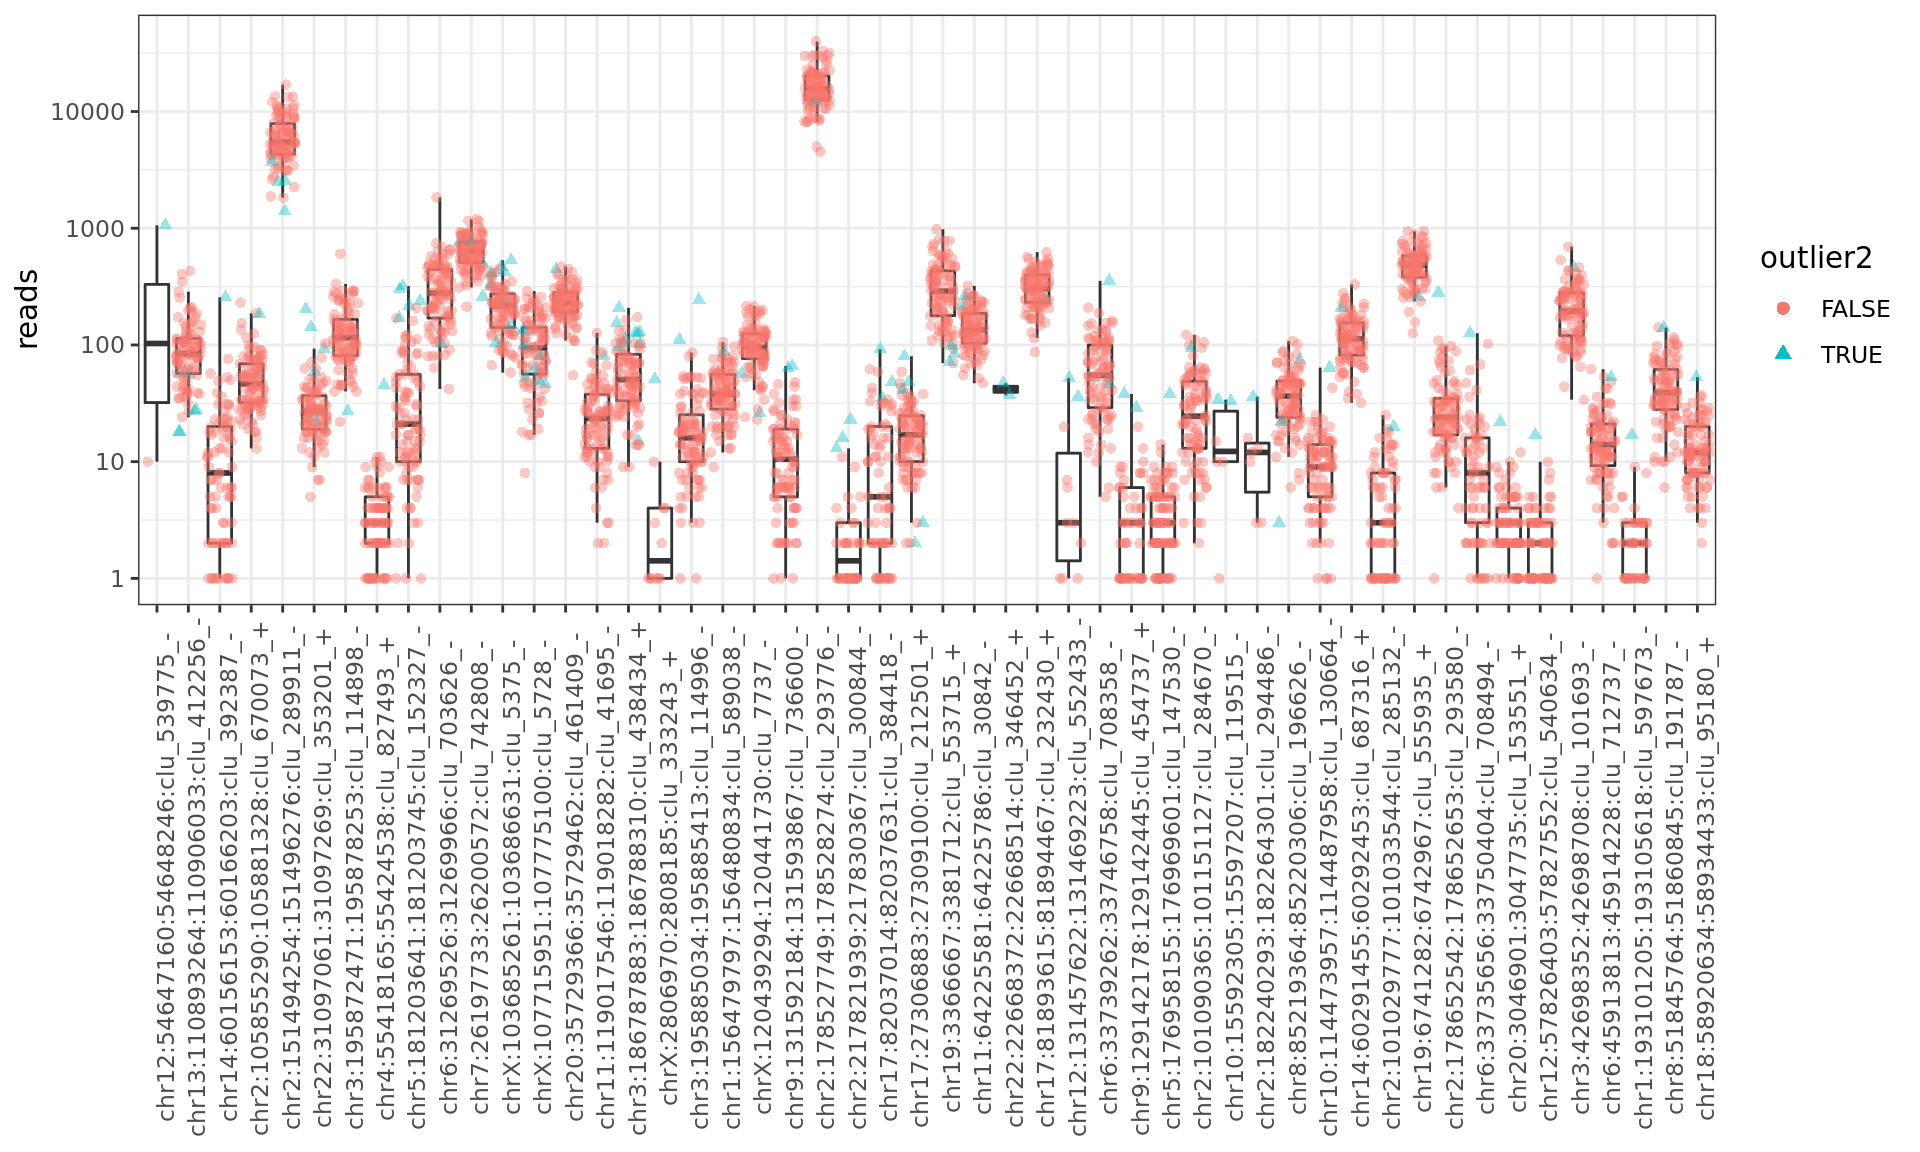 reads
10000
1000
100
10
1
chr12:54647160:54648246:clu_539775_-
chr13:110893264:110906033:clu_412256_-
chr14:60156153:60166203:clu_392387_-
chr2:105855290:105881328:clu_670073_+
chr2:151494254:151496276:clu_289911_-
chr22:31097061:31097269:clu_353201_+
chr3:195872471:195878253:clu_114898_-
chr4:55418165:55424538:clu_827493_+
chr5:181203641:181203745:clu_152327_-
chr6:31269526:31269966:clu_703626_-
chr7:26197733:26200572:clu_742808_-
chrX:103685261:103686631:clu_55375_-
chrX:107715951:107775100:clu_57728_-
chr20:35729366:35729462:clu_461409_-
chr11:119017546:119018282:clu_41695_-
chr3:186787883:186788310:clu_438434_+
chrX:2806970:2808185:clu_333243_+
chr3:195885034:195885413:clu_114996_-
chr1:156479797:156480834:clu_589038_-
chrX:120439294:120441730:clu_7737_-
chr9:131592184:131593867:clu_736600_-
chr2:178527749:178528274:clu_293776_-
chr2:217821939:217830367:clu_300844_-
chr17:82037014:82037631:clu_384418_-
chr17:27306883:27309100:clu_212501_+
chr19:33666667:33817112:clu_553715_+
chr11:64225581:64225786:clu_30842_-
chr22:22668372:22668514:clu_346452_+
chr17:81893615:81894467:clu_232430_+
chr12:131457622:131469223:clu_552433_-
chr6:33739262:33746758:clu_708358_-
chr9:129142178:129142445:clu_454737_+
chr5:176958155:176969601:clu_147530_-
chr2:101090365:101151127:clu_284670_-
chr10:15592305:15597207:clu_119515_-
chr2:182240293:182264301:clu_294486_-
chr8:85219364:85220306:clu_196626_-
chr10:114473957:114487958:clu_130664_-
chr14:60291455:60292453:clu_687316_+
chr2:101029777:101033544:clu_285132_-
chr19:6741282:6742967:clu_555935_+
chr2:178652542:178652653:clu_293580_-
chr6:33735656:33750404:clu_708494_-
chr20:30446901:30447735:clu_153551_+
chr12:57826403:57827552:clu_540634_-
chr3:42698352:42698708:clu_101693_-
chr6:45913813:45914228:clu_712737_-
chr1:193101205:193105618:clu_597673_-
chr8:51845764:51860845:clu_191787_-
chr18:58920634:58934433:clu_95180_+
outlier2
FALSE
TRUE